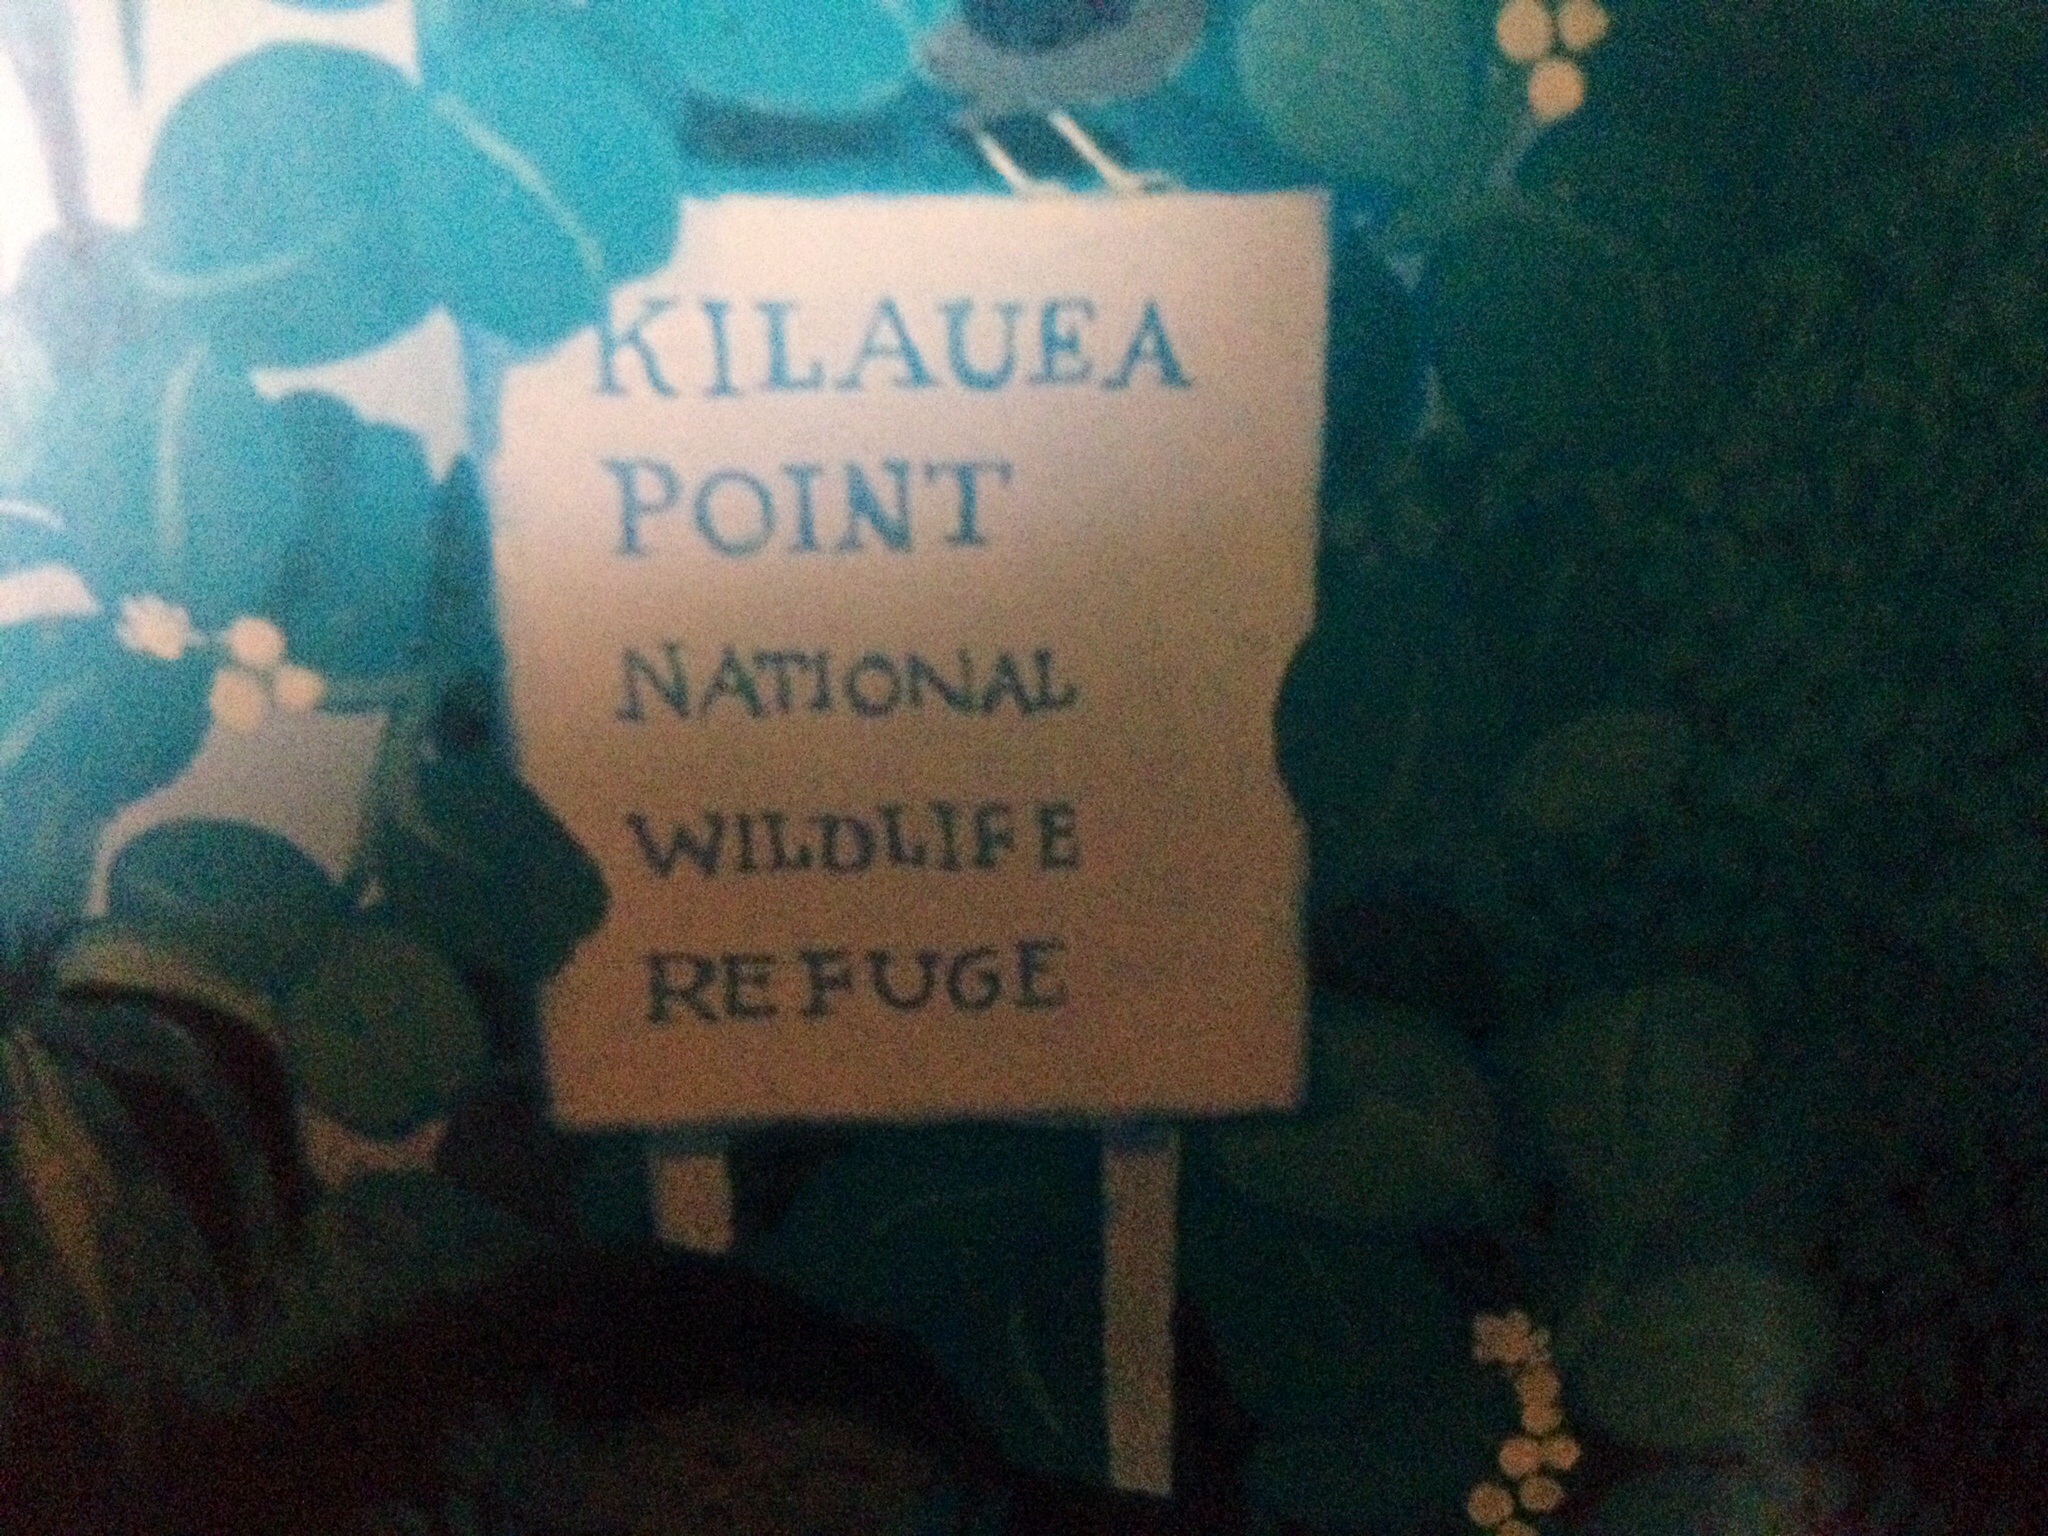 KILAUEA
POINT
NATIONAL
WILDLIFE
REFUGE